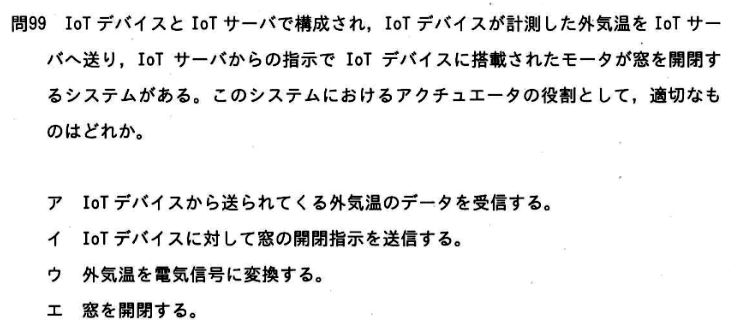 問99 IoT デバイスと IoT サーバで構成され，IoT デバイスが計測した外気温を IoT サー
バへ送り，IoT サーバからの指示で IoT デバイスに搭載されたモータが窓を開閉す
るシステムがある。このシステムにおけるアクチュエータの役割として，適切なも
のはどれか。
ア IoT デバイスから送られてくる外気温のデータを受信する。
イ IoT デバイスに対して窓の開閉指示を送信する。
ウ 外気温を電気信号に変換する。
エ 窓を開閉する。